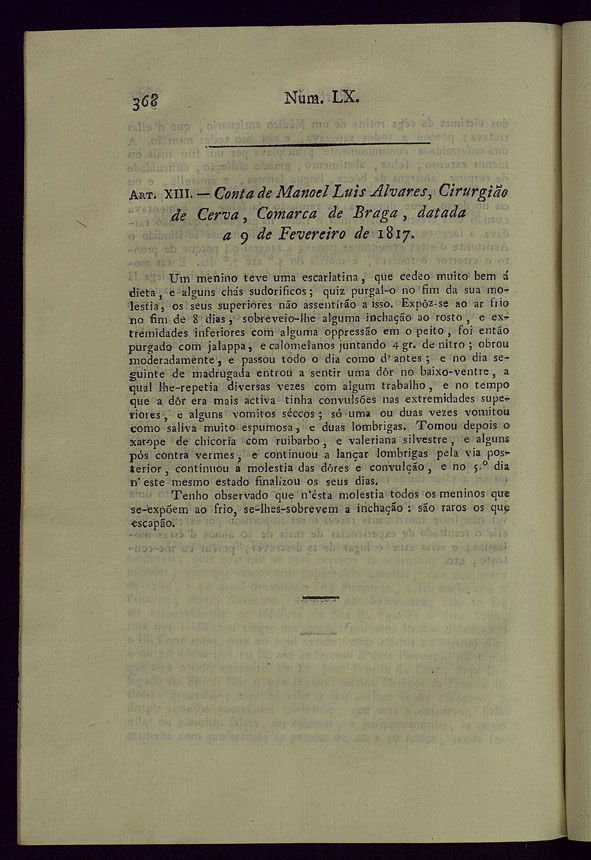 368
Num. LX.
ART. XIII. — Conta de Manoel Luis Alvares, Cirurgião
de Cerva, Comarca de Braga, datada
a 9 de Fevereiro de 1817.
Um menino teve uma escarlatina, que cedeo muito bem á
dieta, e alguns chás sudorificos; quiz purgal-o no fim da sua mo-
lestia, os seus superiores não assentírão a isso. Expôz-se ao ar frio
no fim de 8 dias, sobreveio-lhe alguma inchação ao rosto, e ex-
tremidades inferiores com alguma oppressão em o peito, foi então
purgado com jalappa, e calomelanos juntando 4 gr. de nitro; obrou
moderadamente, e passou todo o dia como d'antes; e no dia se-
guinte de madrugada entrou a sentir uma dôr no baixo-ventre, a
qual lhe-repetia diversas vezes com algum trabalho, e no tempo
que a dôr era mais activa tinha convulsões nas extremidades supe-
riores, e alguns vomitos séccos; só uma ou duas vezes vomitou
como saliva muito espumosa, e duas lombrigas. Tomou depois o
xarope de chicoria com ruibarbo, e valeriana silvestre, e alguns
pós contra vermes, e continuou a lançar lombrigas pela via pos-
terior, continuou a molestia das dôres e convulção, e no 5.º dia
n'este mesmo estado finalizou os seus dias.
Tenho observado que n'ésta molestia todos os meninos que
se-expõem ao frio, se-lhes-sobrevem a inchação: são raros os que
escapão.